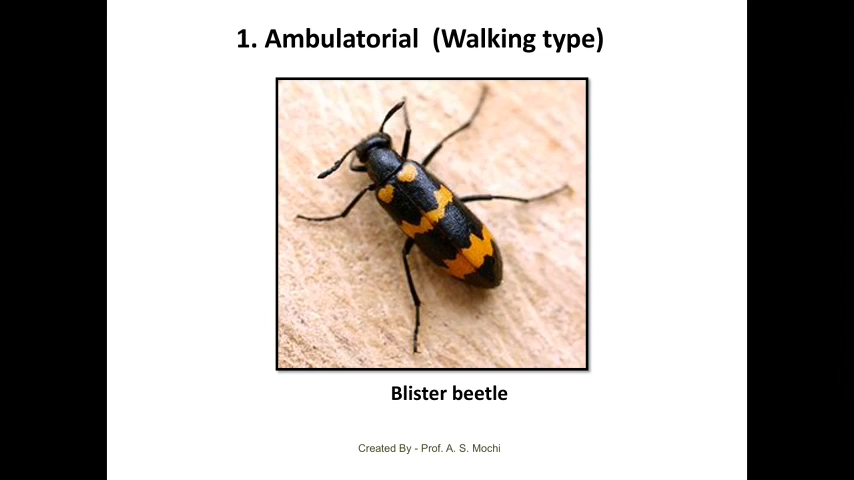 1. Ambulatorial  (Walking type)
Blister beetle
Created By - Prof. A. S. Mochi